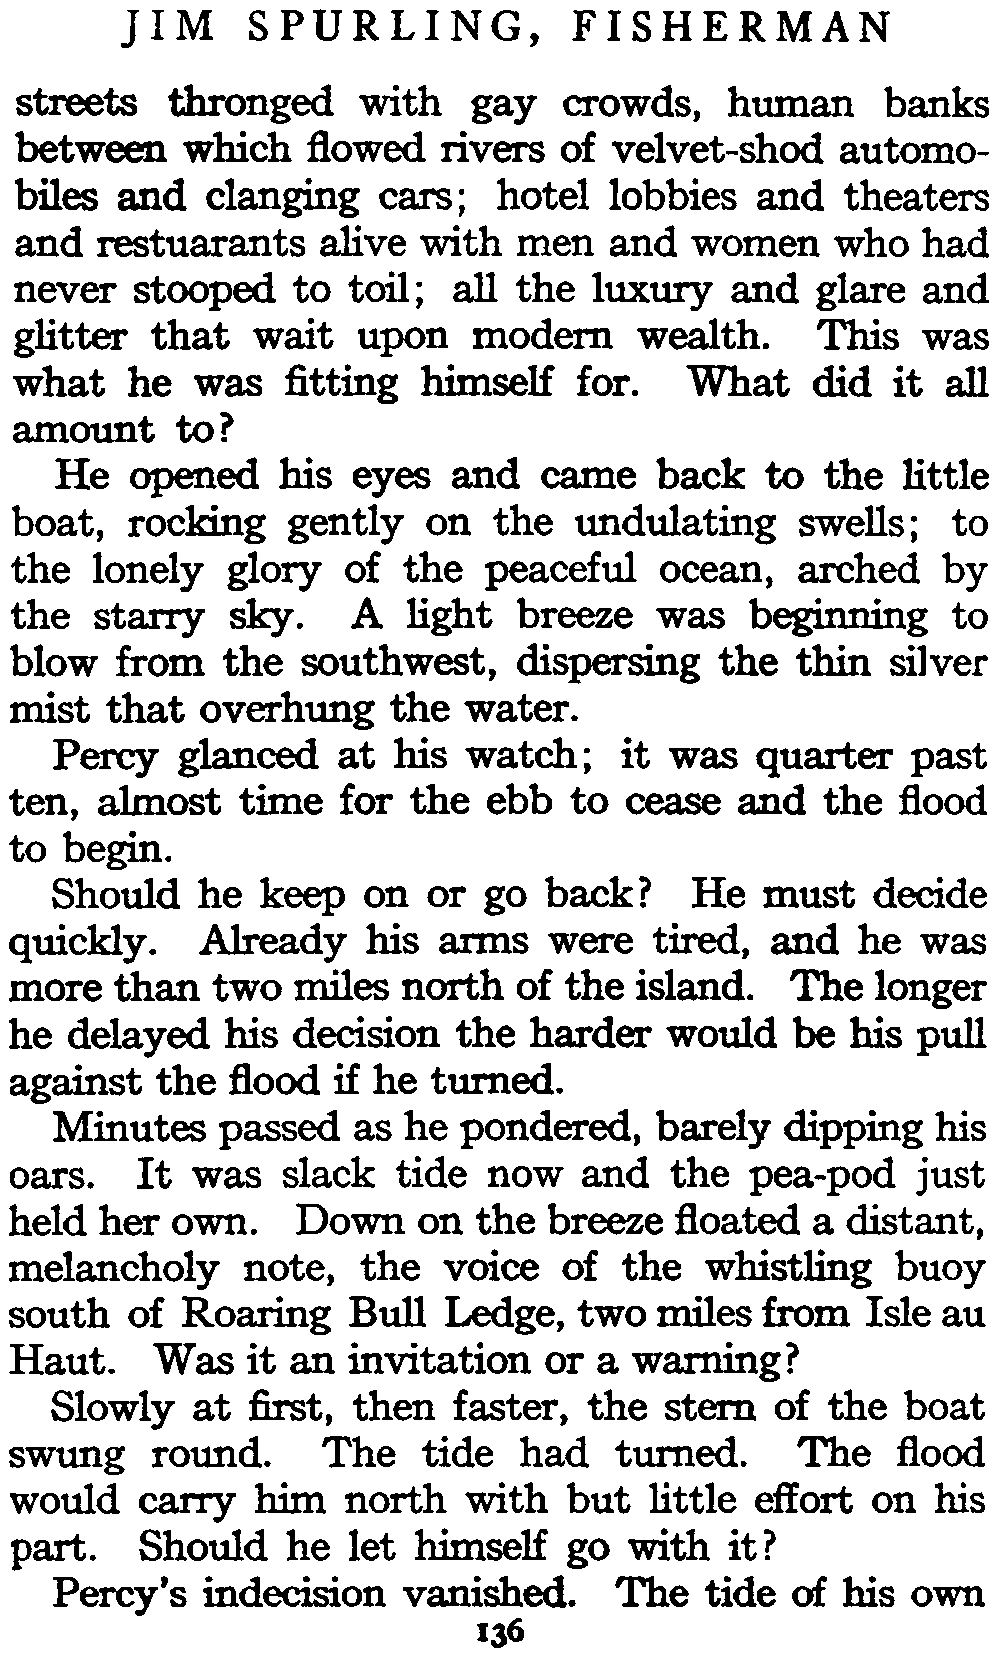 JIM SPURLING, FISHERMAN
streets thronged with gay crowds, human banks
between which flowed rivers of velvet-shod automo-
biles and clanging cars; hotel lobbies and theaters
and restuarants alive with men and women who had
never stooped to toil; all the luxury and glare and
glitter that wait upon modern wealth. This was
what he was fitting himself for. What did it all
amount to?
He opened his eyes and came back to the little
boat, rocking gently on the undulating swells; to
the lonely glory of the peaceful ocean, arched by
the starry sky. A light breeze was beginning to
blow from the southwest, dispersing the thin silver
mist that overhung the water.
Percy glanced at his watch; it was quarter past
ten, almost time for the ebb to cease and the flood
to begin.
Should he keep on or go back? He must decide
quickly. Already his arms were tired, and he was
more than two miles north of the island. The longer
he delayed his decision the harder would be his pull
against the flood if he turned.
Minutes passed as he pondered, barely dipping his
oars. It was slack tide now and the pea-pod just
held her own. Down on the breeze floated a distant,
melancholy note, the voice of the whistling buoy
south of Roaring Bull Ledge, two miles from Isle au
Haut. Was it an invitation or a warning?
Slowly at first, then faster, the stern of the boat
swung round. The tide had turned. The flood
would carry him north with but little effort on his
part. Should he let himself go with it?
Percy's indecision vanished. The tide of his own
136